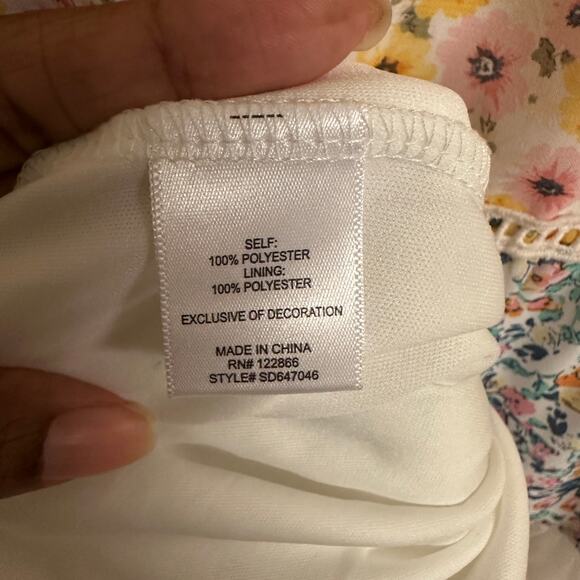 SELF:
100% POLYESTER
LINING:
100% POLYESTER
EXCLUSIVE OF DECORATION
MADE IN CHINA
RN# 122866
STYLE# SD647046